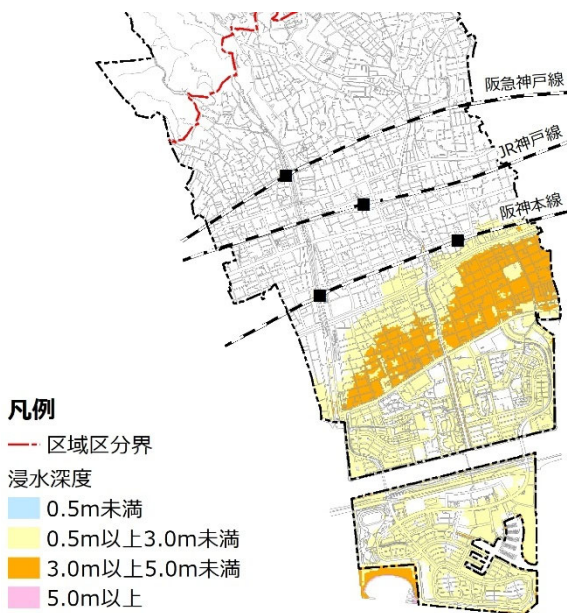 阪急神戸線
JR神戸線
阪神本線
凡例
区域区分界
浸水深度
0.5m未満
0.5m以上3.0m未満
3.0m以上5.0m未満
5.0m以上